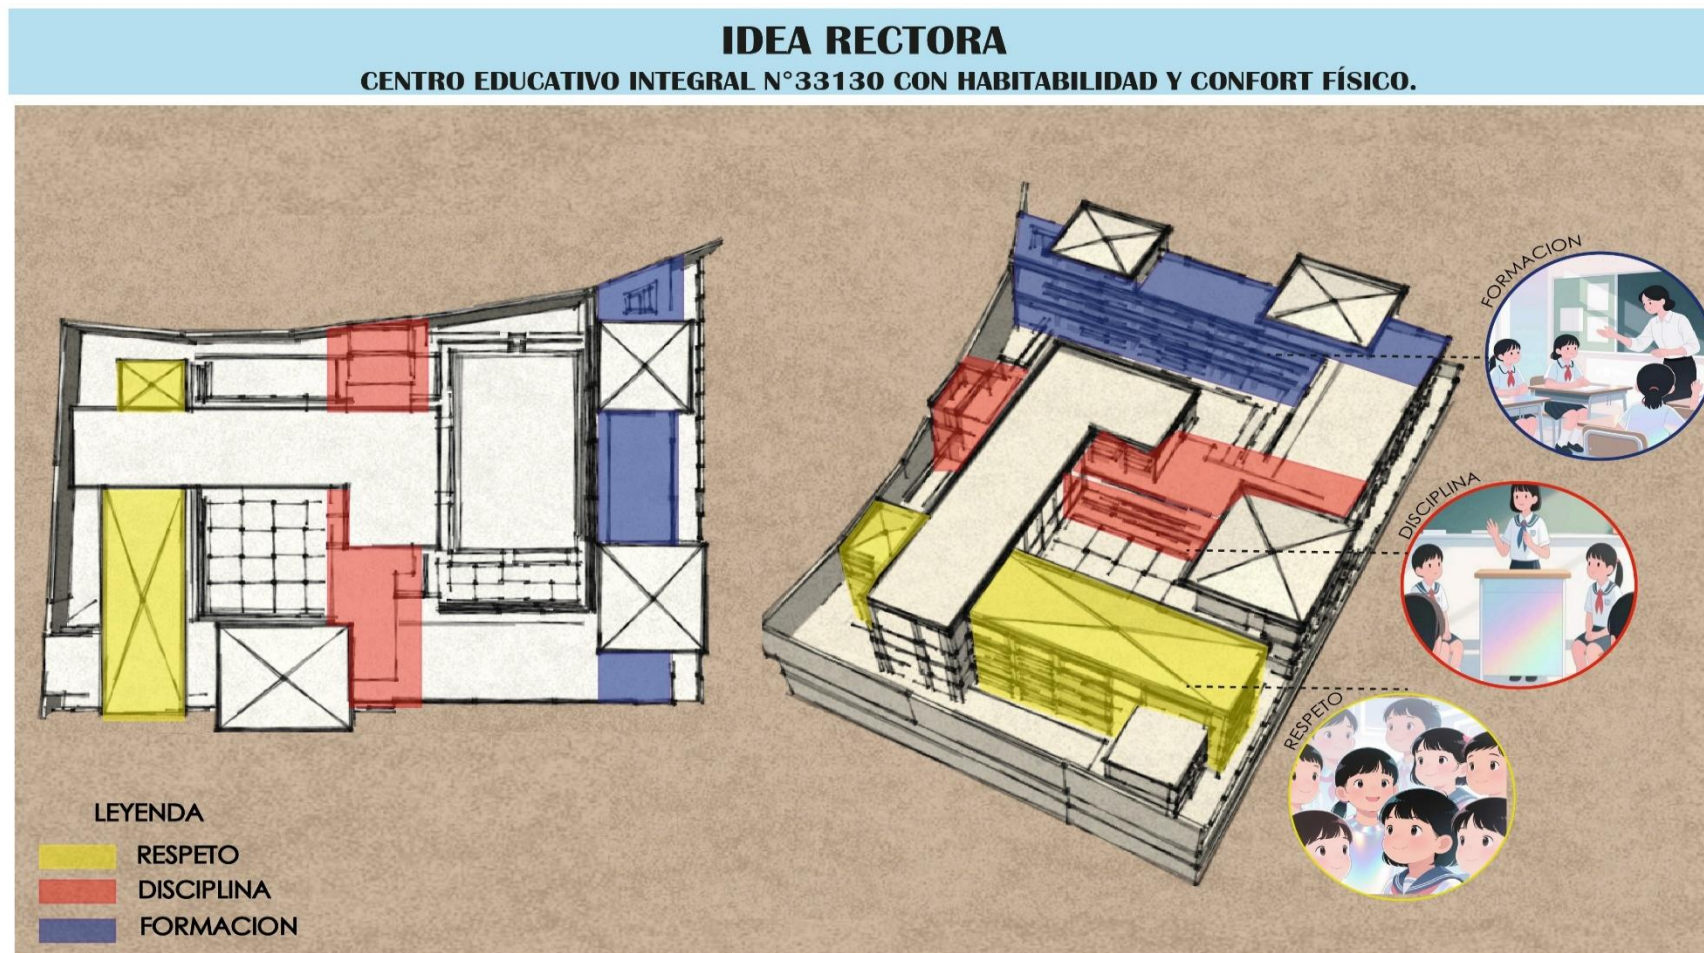 IDEA RECTORA
CENTRO EDUCATIVO INTEGRAL N°33130 CON HABITABILIDAD Y CONFORT FÍSICO.
FORMACION
DISCIPLINA
RESPETO
LEYENDA
RESPETO
DISCIPLINA
FORMACION